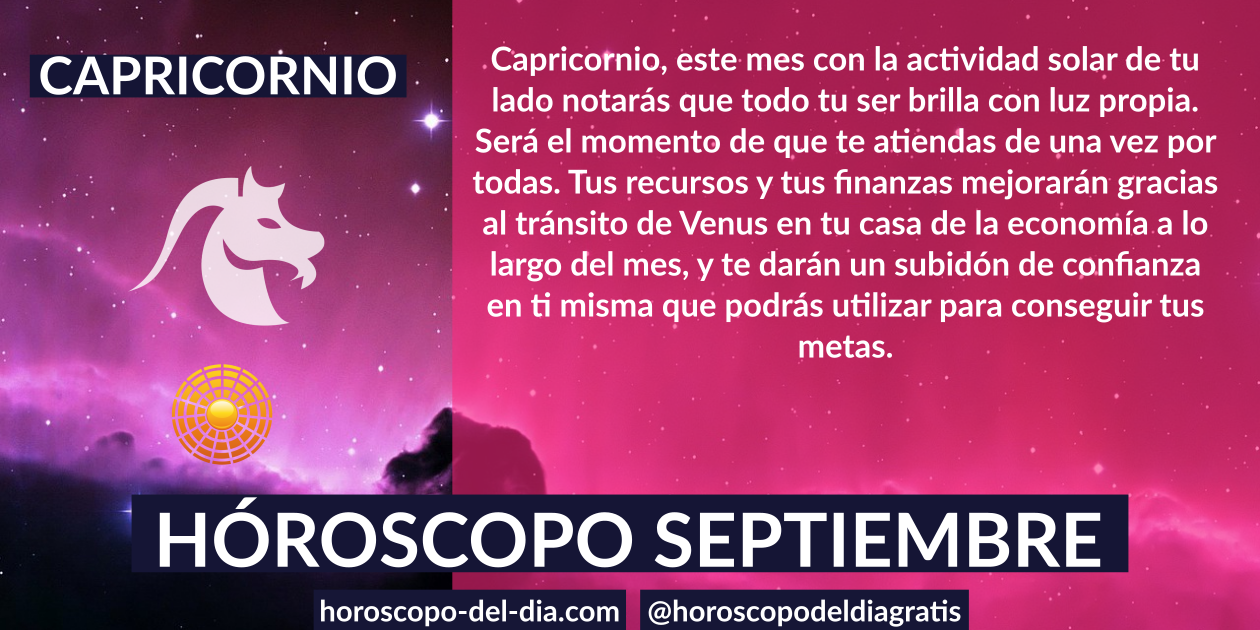 CAPRICORNIO
Capricornio, este mes con la actividad solar de tu
lado notarás que todo tu ser brilla con luz propia.
Será el momento de que te atiendas de una vez por
todas. Tus recursos y tus finanzas mejorarán gracias
al tránsito de Venus en tu casa de la economía a lo
largo del mes, y te darán un subidón de confianza
en ti misma que podrás utilizar para conseguir tus
metas.
HÓROSCOPO SEPTIEMBRE
horoscopo-del-dia.com
@horoscopodeldiagratis